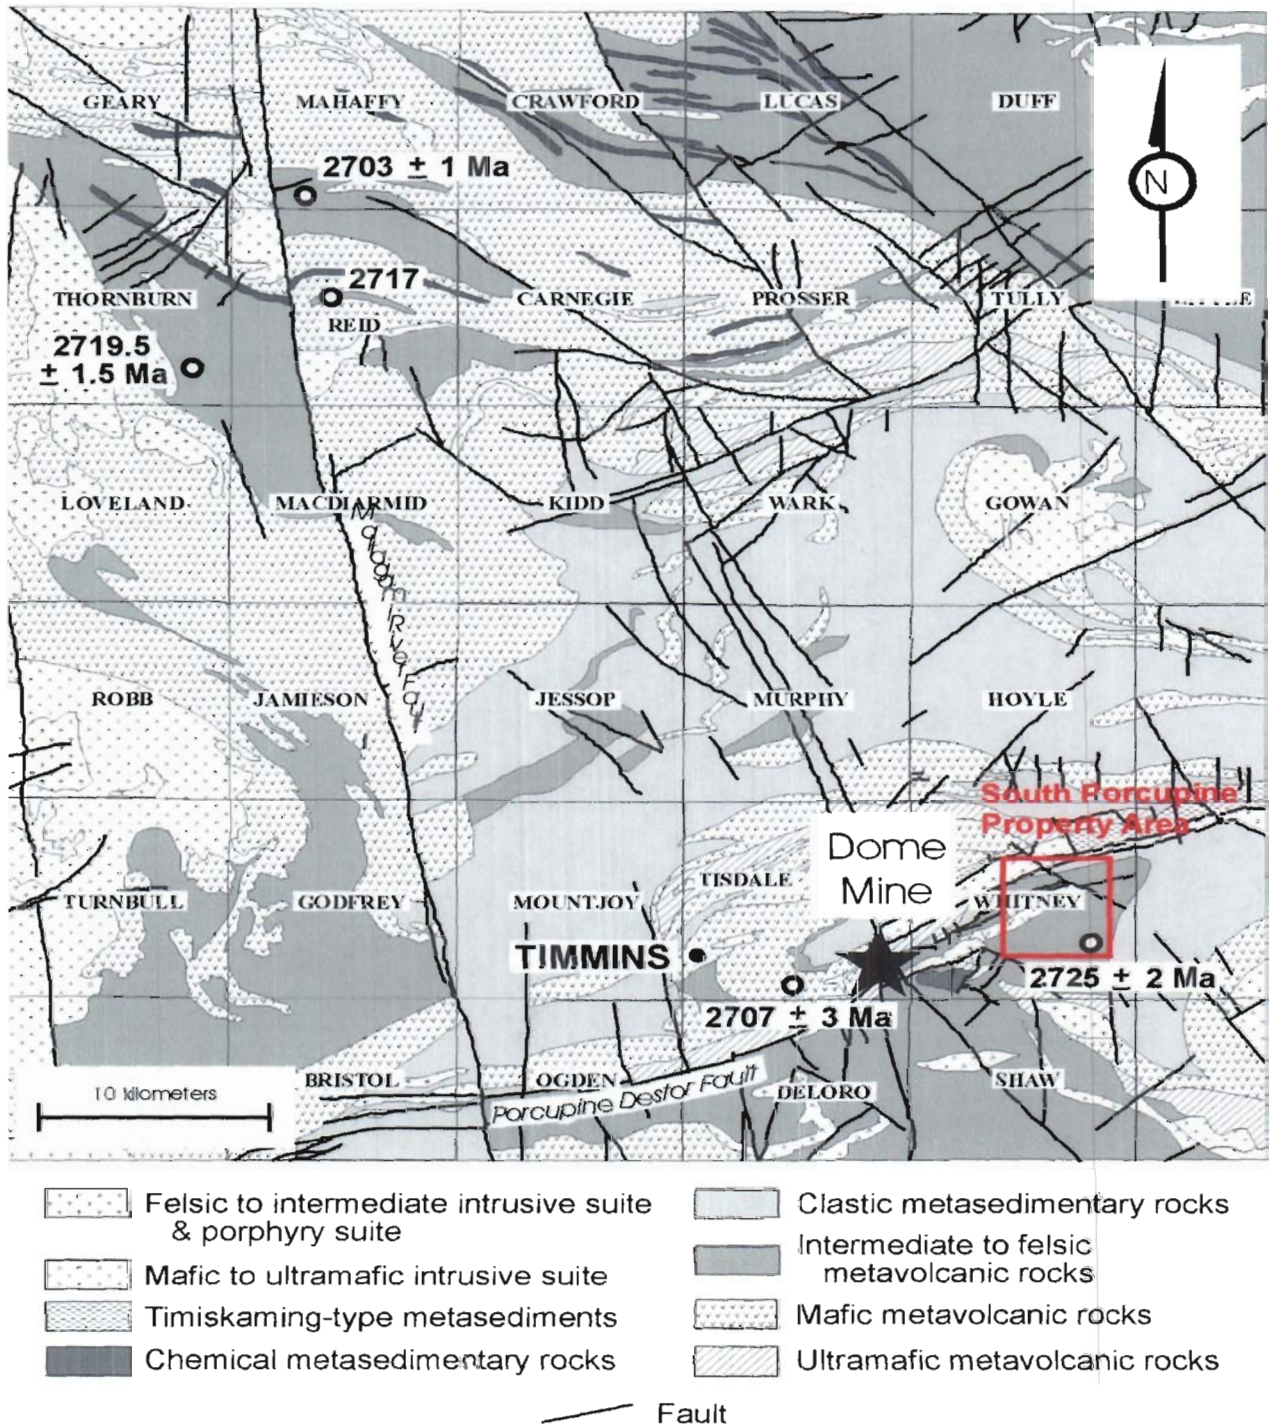 GEARY
MAHAFFY
CRAWFORD
LUCAS
DUFF
2703 ± 1 Ma
N
2717
THORNBURN
CARNEGIE
PROSSER
TULLY
REID
2719.5
± 1.5 Ma
LOVELAND
MACDIARMID
KIDD
WARK
GOWAN
ROBB
JAMIESON
JESSOP
MURPHY
HOYLE
South Porcupine
Property Area
Dome
Mine
TISDALE
TURNBULL
GODFREY
MOUNTJOY
WHITNEY
TIMMINS
2725 ± 2 Ma
2707 ± 3 Ma
BRISTOL
OGDEN
SHAW
DELORO
Porcupine Destor Fault
10 kilometers
Felsic to intermediate intrusive suite
& porphyry suite
Mafic to ultramafic intrusive suite
Timiskaming-type metasediments
Chemical metasedimentary rocks
Clastic metasedimentary rocks
Intermediate to felsic
metavolcanic rocks
Mafic metavolcanic rocks
Ultramafic metavolcanic rocks
Fault